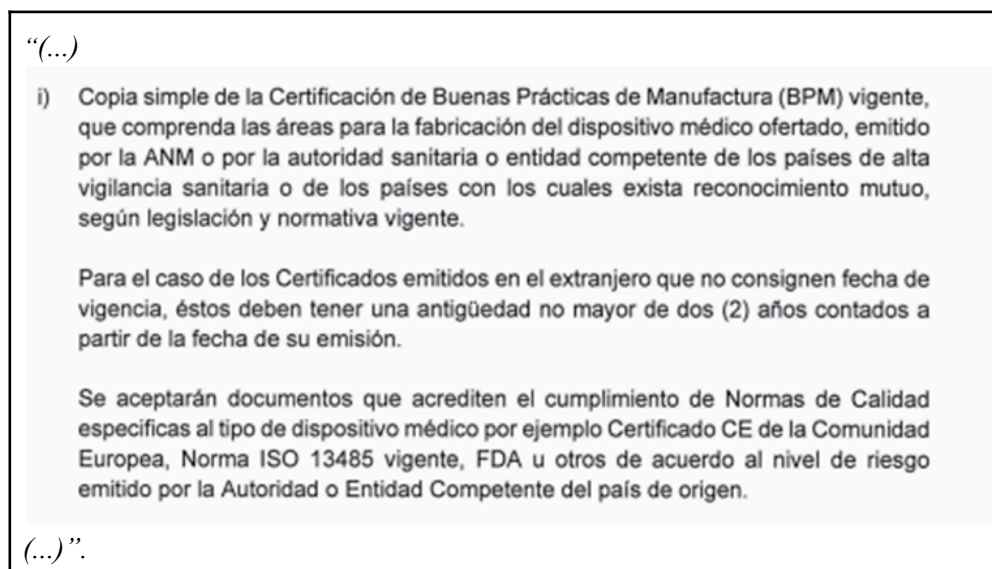 “(...)
i) Copia simple de la Certificación de Buenas Prácticas de Manufactura (BPM) vigente,
que comprenda las áreas para la fabricación del dispositivo médico ofertado, emitido
por la ANM o por la autoridad sanitaria o entidad competente de los países de alta
vigilancia sanitaria o de los países con los cuales exista reconocimiento mutuo,
según legislación y normativa vigente.
Para el caso de los Certificados emitidos en el extranjero que no consignen fecha de
vigencia, éstos deben tener una antigüedad no mayor de dos (2) años contados a
partir de la fecha de su emisión.
Se aceptarán documentos que acrediten el cumplimiento de Normas de Calidad
especificas al tipo de dispositivo médico por ejemplo Certificado CE de la Comunidad
Europea, Norma ISO 13485 vigente, FDA u otros de acuerdo al nivel de riesgo
emitido por la Autoridad o Entidad Competente del país de origen.
(...)”.